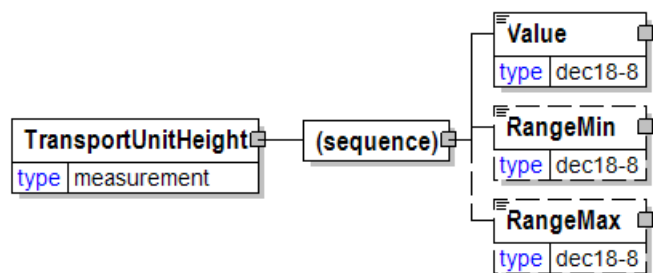 Value
type dec18-8
TransportUnitHeight
type measurement
(sequence)
RangeMin
type dec18-8
RangeMax
type dec18-8